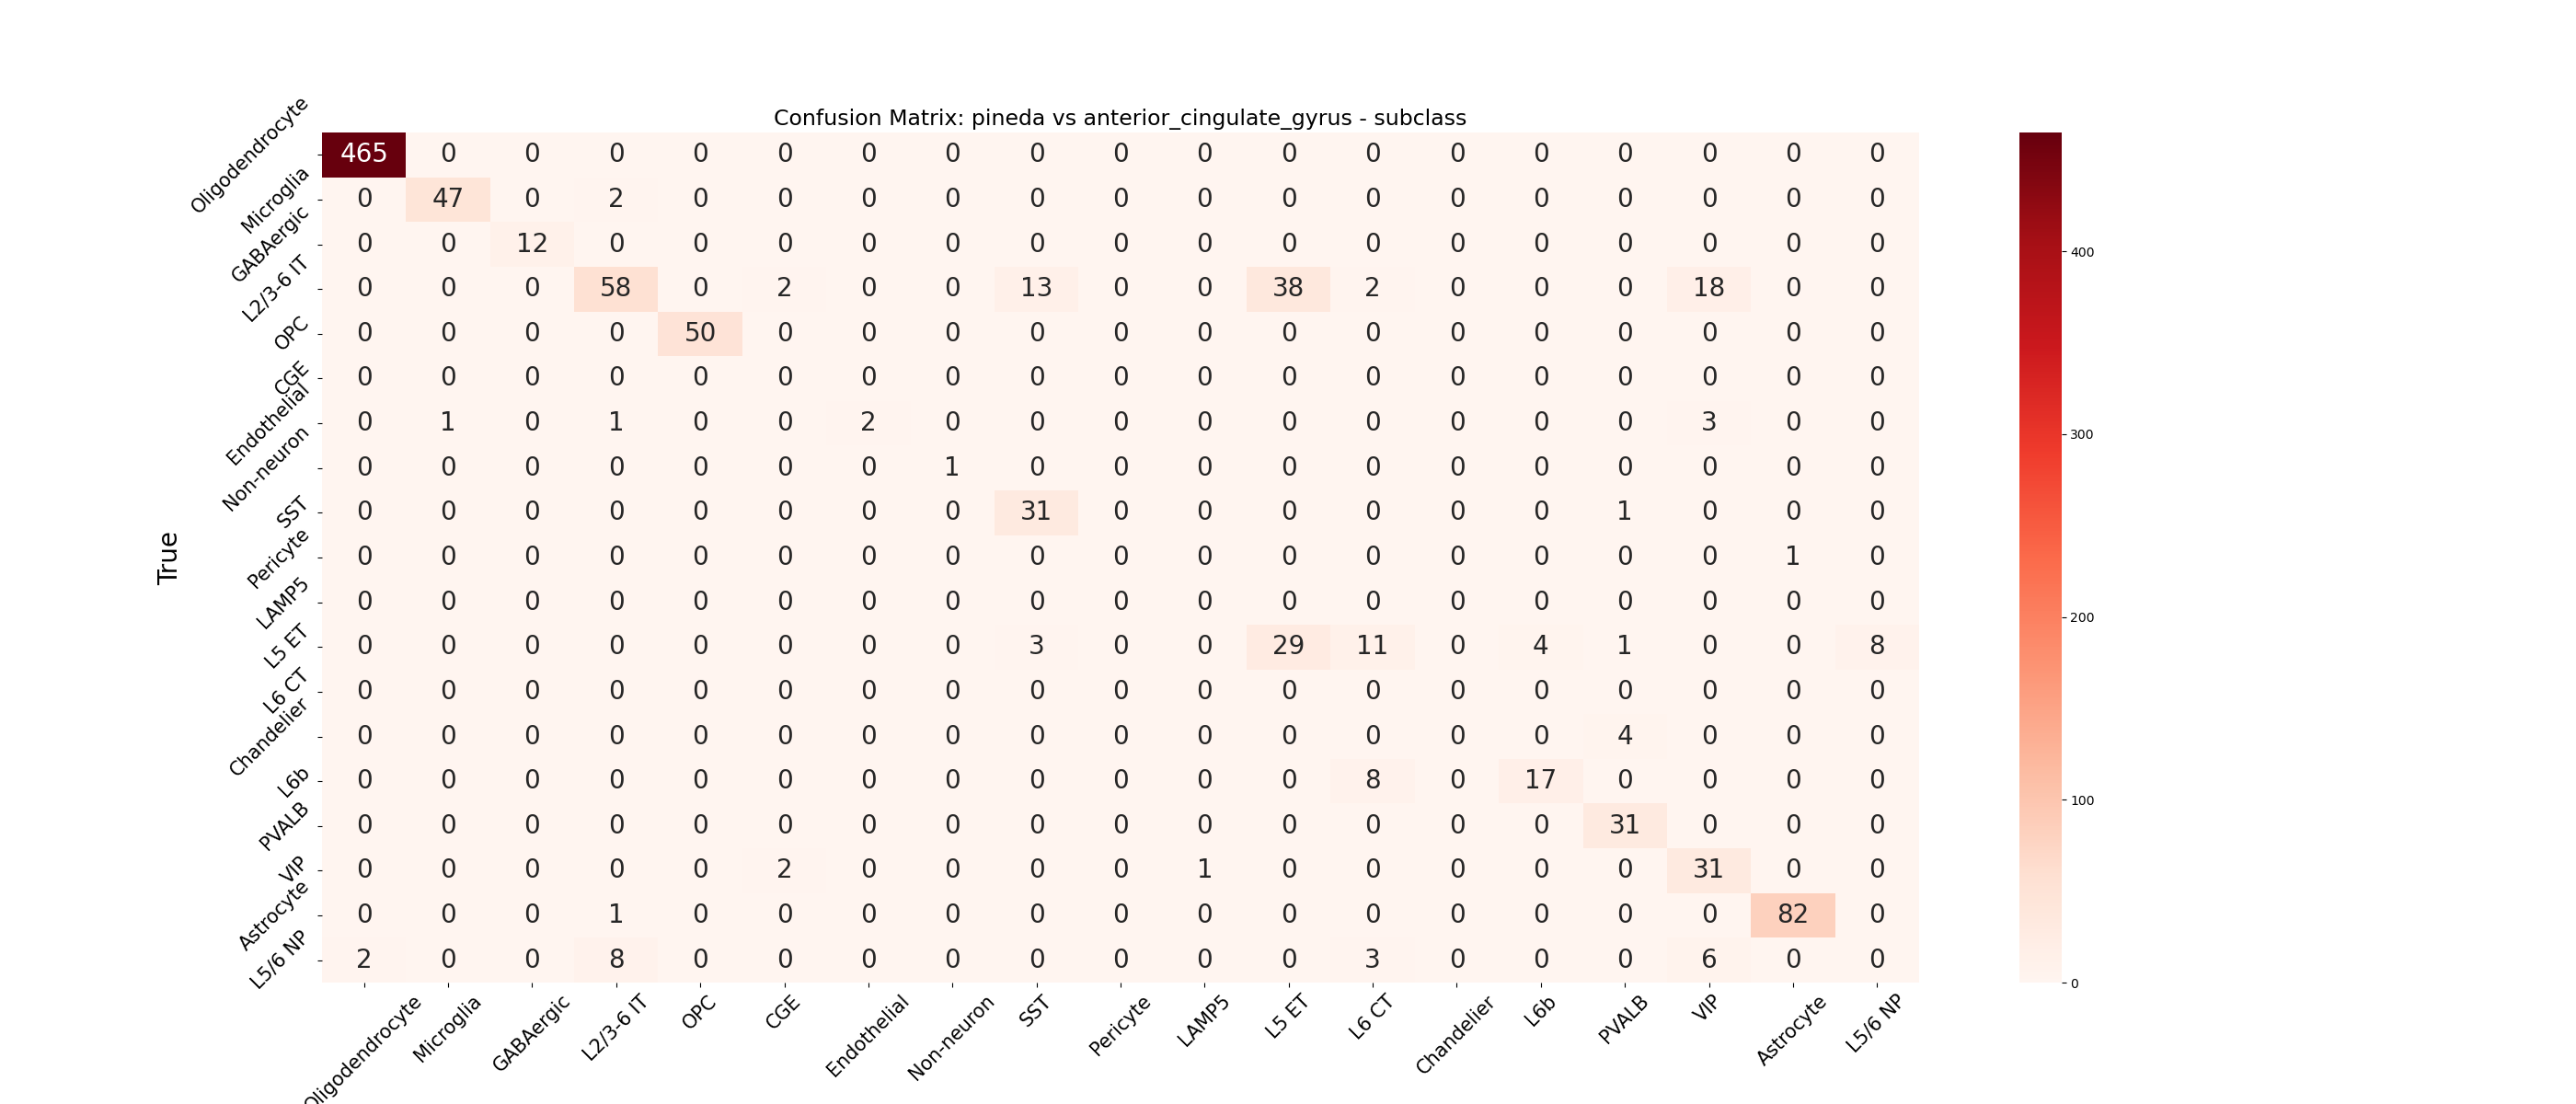 Confusion Matrix: pineda vs anterior_cingulate_gyrus - subclass
True
Oligodendrocyte 465 0 0 0 0 0 0 0 0 0 0 0 0 0 0 0 0 0 0
Microglia 0 47 0 2 0 0 0 0 0 0 0 0 0 0 0 0 0 0 0
GABAergic 0 0 12 0 0 0 0 0 0 0 0 0 0 0 0 0 0 0 0
L2/3-6 IT 0 0 0 58 0 2 0 0 13 0 0 38 2 0 0 0 18 0 0
OPC 0 0 0 0 50 0 0 0 0 0 0 0 0 0 0 0 0 0 0
CGE 0 0 0 0 0 0 0 0 0 0 0 0 0 0 0 0 0 0 0
Endothelial 0 1 0 1 0 0 2 0 0 0 0 0 0 0 0 0 3 0 0
Non-neuron 0 0 0 0 0 0 0 1 0 0 0 0 0 0 0 0 0 0 0
SST 0 0 0 0 0 0 0 0 31 0 0 0 0 0 0 1 0 0 0
Pericyte 0 0 0 0 0 0 0 0 0 0 0 0 0 0 0 0 0 1 0
LAMP5 0 0 0 0 0 0 0 0 0 0 0 0 0 0 0 0 0 0 0
L5 ET 0 0 0 0 0 0 0 0 3 0 0 29 11 0 4 1 0 0 8
L6 CT 0 0 0 0 0 0 0 0 0 0 0 0 0 0 0 0 0 0 0
Chandelier 0 0 0 0 0 0 0 0 0 0 0 0 0 0 0 4 0 0 0
L6b 0 0 0 0 0 0 0 0 0 0 0 0 8 0 17 0 0 0 0
PVALB 0 0 0 0 0 0 0 0 0 0 0 0 0 0 0 31 0 0 0
VIP 0 0 0 0 0 2 0 0 0 0 1 0 0 0 0 0 31 0 0
Astrocyte 0 0 0 1 0 0 0 0 0 0 0 0 0 0 0 0 0 82 0
L5/6 NP 2 0 0 8 0 0 0 0 0 0 0 0 3 0 0 0 6 0 0
Oligodendrocyte Microglia GABAergic L2/3-6 IT OPC CGE Endothelial Non-neuron SST Pericyte LAMP5 L5 ET L6 CT Chandelier L6b PVALB VIP Astrocyte L5/6 NP
400
300
200
100
0